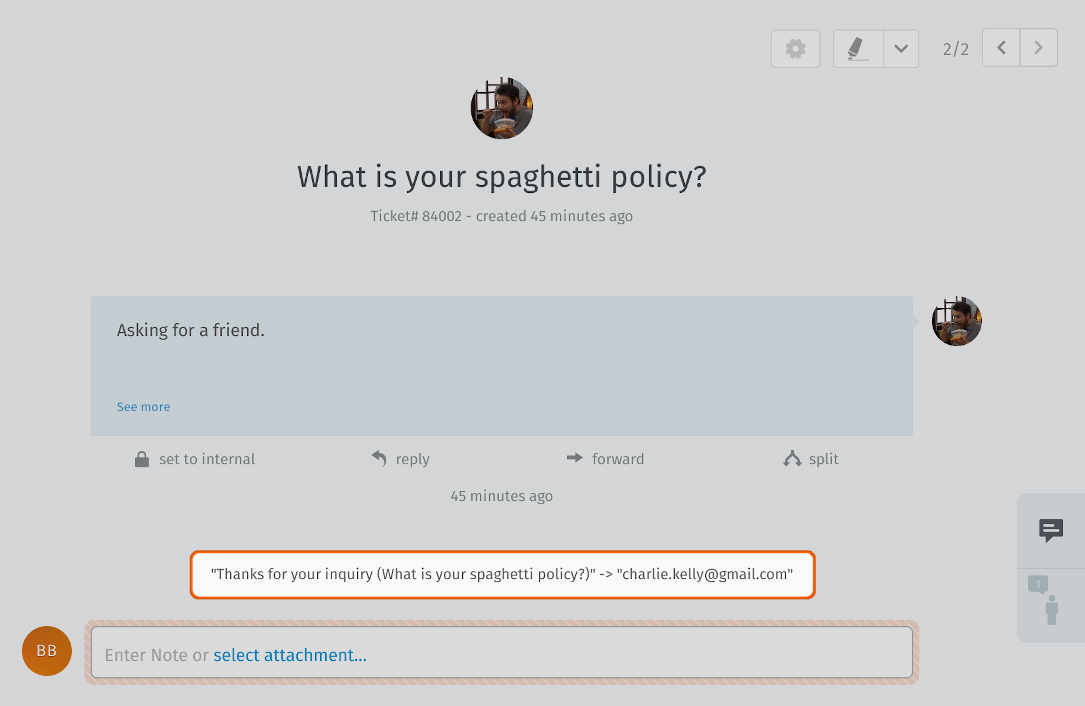 2/2
What is your spaghetti policy?
Ticket# 84002 - created 45 minutes ago
Asking for a friend.
See more
set to internal
reply
forward
split
45 minutes ago
"Thanks for your inquiry (What is your spaghetti policy?)" -> "charlie.kelly@gmail.com"
1
BB
Enter Note or select attachment...